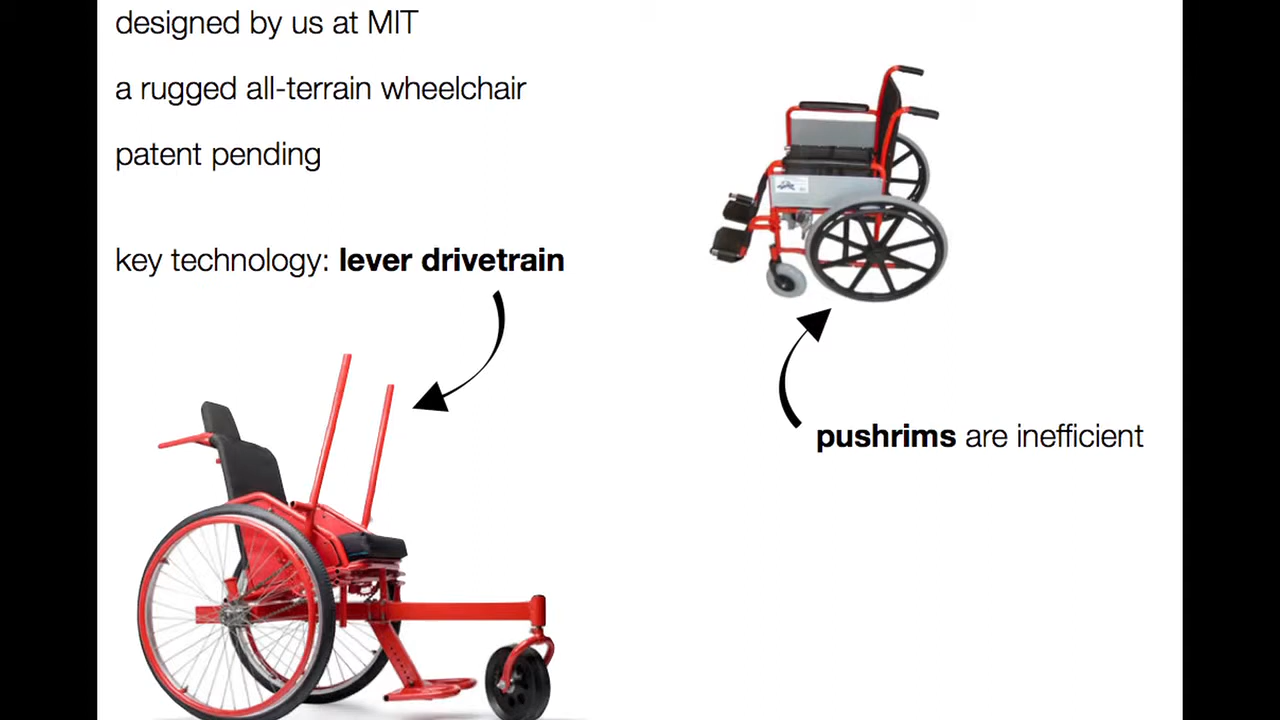 designed by us at MIT
a rugged all-terrain wheelchair
patent pending
key technology: lever drivetrain
pushrims are inefficient